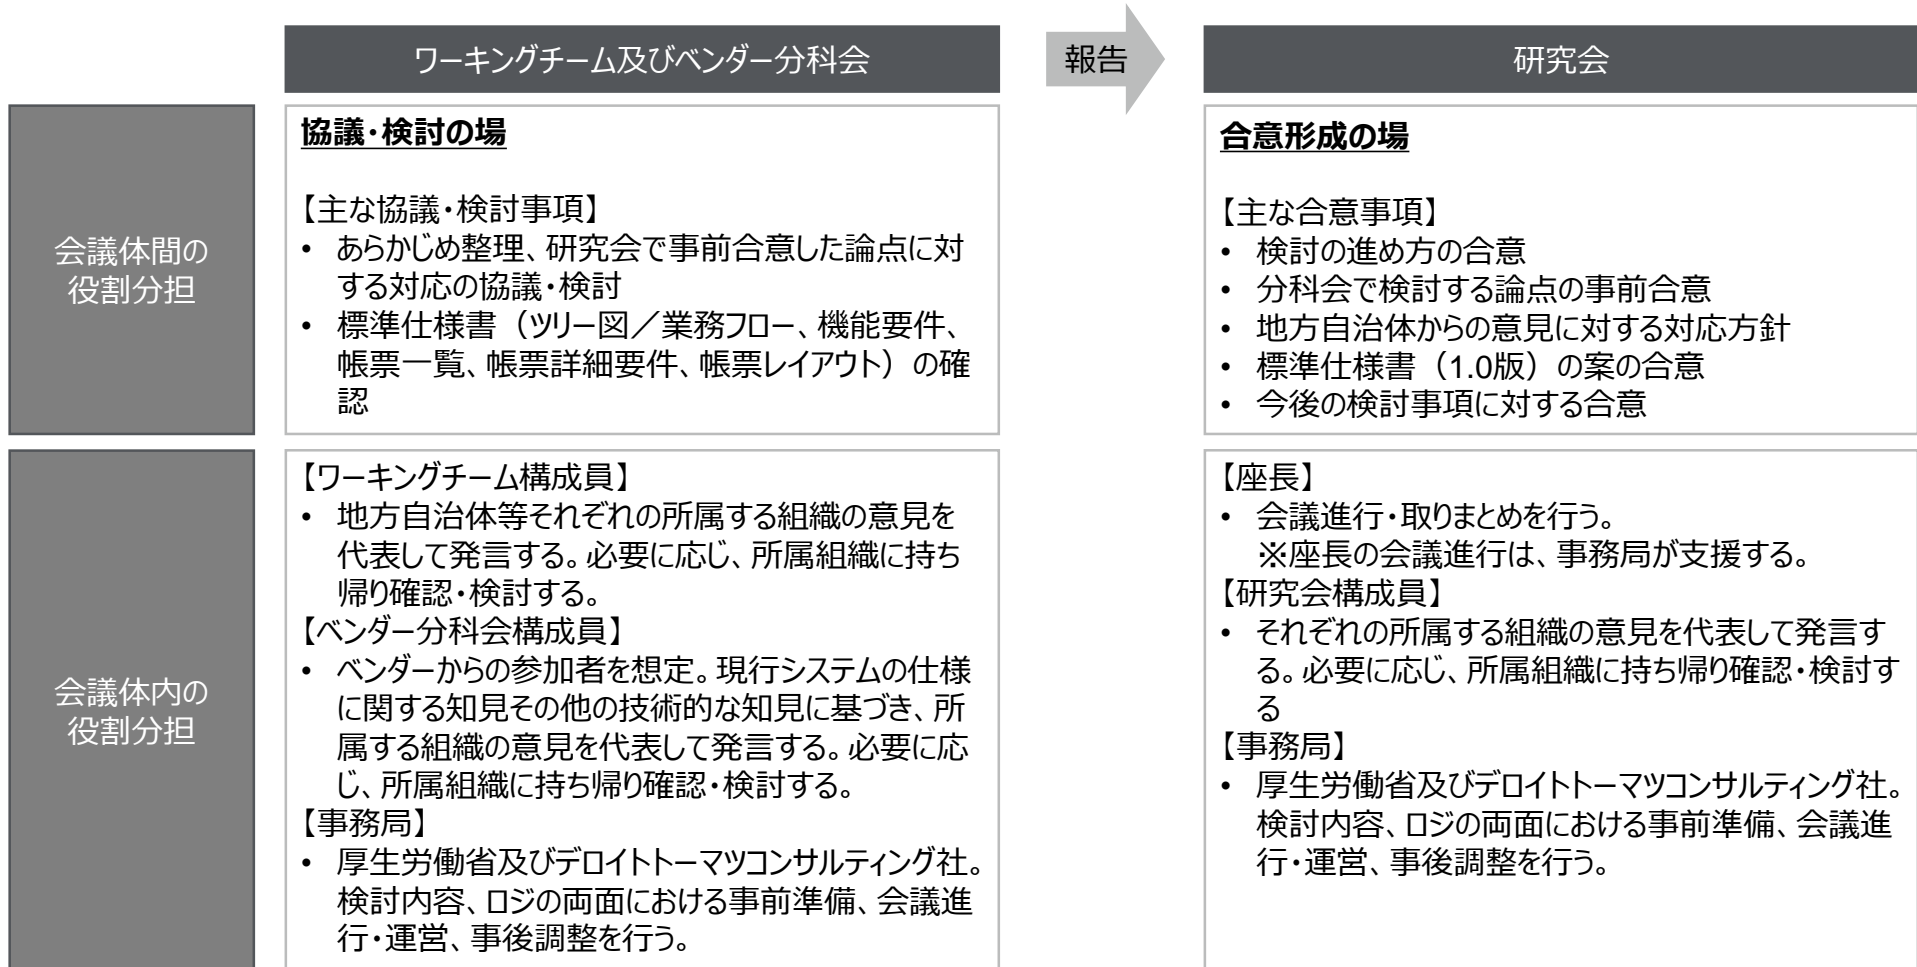 ワーキングチーム及びベンダー分科会
報告
研究会
会議体間の
役割分担
協議・検討の場
【主な協議・検討事項】
• あらかじめ整理、研究会で事前合意した論点に対
する対応の協議・検討
• 標準仕様書（ツリー図／業務フロー、機能要件、
帳票一覧、帳票詳細要件、帳票レイアウト）の確
認
合意形成の場
【主な合意事項】
• 検討の進め方の合意
• 分科会で検討する論点の事前合意
• 地方自治体からの意見に対する対応方針
• 標準仕様書（1.0版）の案の合意
• 今後の検討事項に対する合意
会議体内の
役割分担
【ワーキングチーム構成員】
• 地方自治体等それぞれの所属する組織の意見を
代表して発言する。必要に応じ、所属組織に持ち
帰り確認・検討する。
【ベンダー分科会構成員】
• ベンダーからの参加者を想定。現行システムの仕様
に関する知見その他の技術的な知見に基づき、所
属する組織の意見を代表して発言する。必要に応
じ、所属組織に持ち帰り確認・検討する。
【事務局】
• 厚生労働省及びデロイトトーマツコンサルティング社。
検討内容、ロジの両面における事前準備、会議進
行・運営、事後調整を行う。
【座長】
• 会議進行・取りまとめを行う。
※座長の会議進行は、事務局が支援する。
【研究会構成員】
• それぞれの所属する組織の意見を代表して発言す
る。必要に応じ、所属組織に持ち帰り確認・検討す
る
【事務局】
• 厚生労働省及びデロイトトーマツコンサルティング社。
検討内容、ロジの両面における事前準備、会議進
行・運営、事後調整を行う。